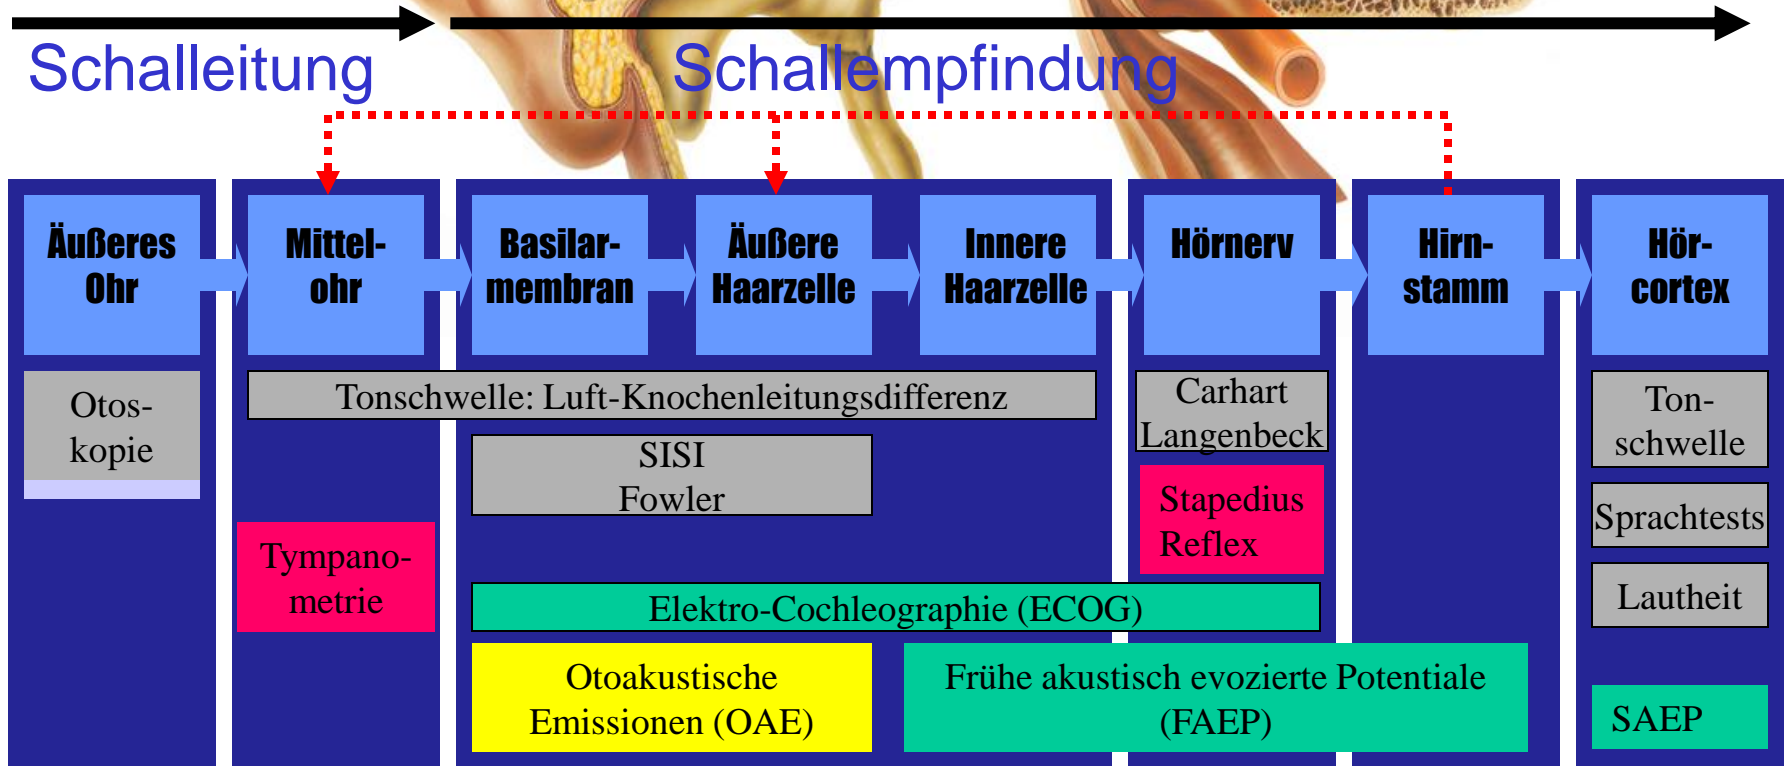 Schalleitung
Schallempfindung
Äußeres
Ohr
Mittel-
ohr
Basilar-
membran
Äußere
Haarzelle
Innere
Haarzelle
Hörnerv
Hirn-
stamm
Hör-
cortex
Otos-
kopie
Tonschwelle: Luft-Knochenleitungsdifferenz
Carhart
Langenbeck
Ton-
schwelle
SISI
Fowler
Stapedius
Reflex
Sprachtests
Tympano-
metrie
Elektro-Cochleographie (ECOG)
Lautheit
Otoakustische
Emissionen (OAE)
Frühe akustisch evozierte Potentiale
(FAEP)
SAEP